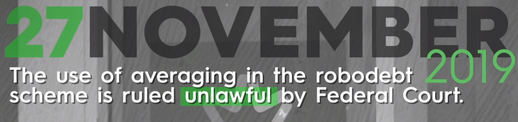 27NOVEMBER
2019
The use of averaging in the robodebt
scheme is ruled unlawful by Federal Court.